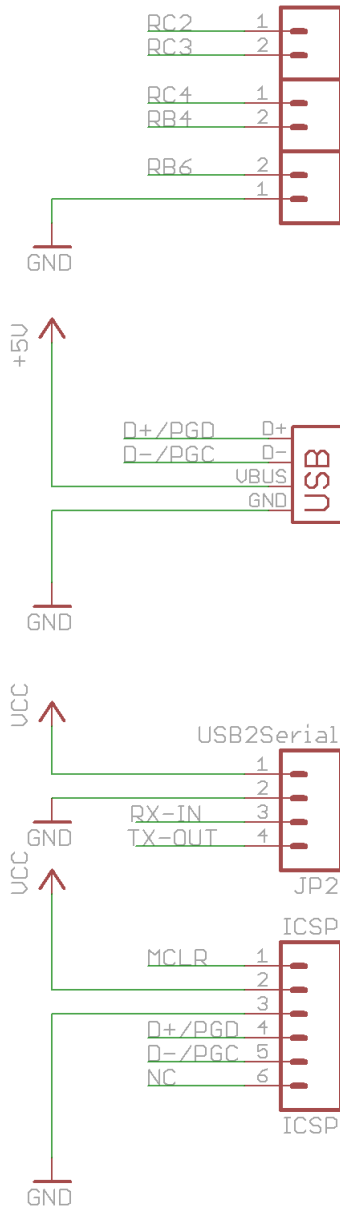 RC2 1
RC3 2
RC4 1
RB4 2
RB6 2
1
GND
+5V
D+/PGD D+
D-/PGC D-
VBUS
GND
USB
GND
VCC
USB2Serial
1
2
RX-IN 3
GND
TX-OUT 4
VCC
JP2
ICSP
MCLR 1
2
3
D+/PGD 4
D-/PGC 5
NC 6
ICSP
GND